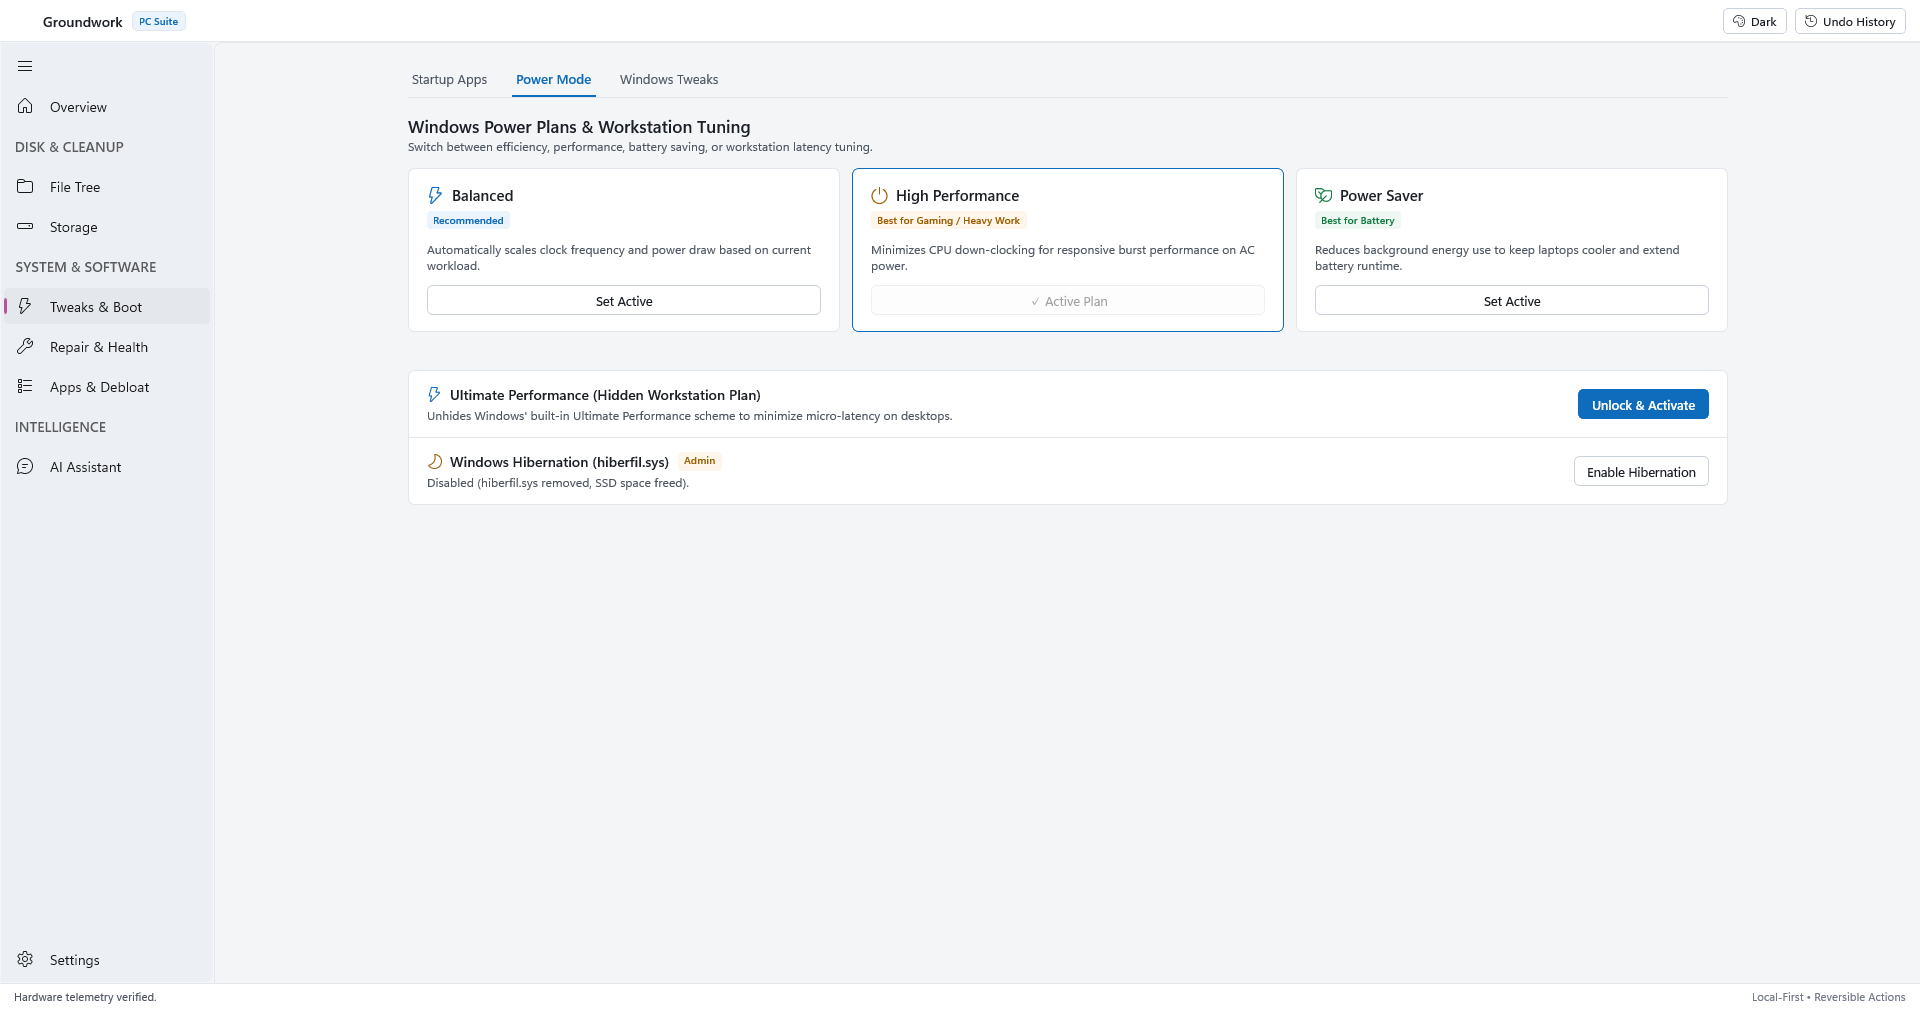 Groundwork PC Suite
Dark
Undo History
Overview
DISK & CLEANUP
File Tree
Storage
SYSTEM & SOFTWARE
Tweaks & Boot
Repair & Health
Apps & Debloat
INTELLIGENCE
AI Assistant
Settings
Startup Apps
Power Mode
Windows Tweaks
Windows Power Plans & Workstation Tuning
Switch between efficiency, performance, battery saving, or workstation latency tuning.
Balanced
Recommended
Automatically scales clock frequency and power draw based on current
workload.
Set Active
High Performance
Best for Gaming / Heavy Work
Minimizes CPU down-clocking for responsive burst performance on AC
power.
✓ Active Plan
Power Saver
Best for Battery
Reduces background energy use to keep laptops cooler and extend
battery runtime.
Set Active
Ultimate Performance (Hidden Workstation Plan)
Unhides Windows' built-in Ultimate Performance scheme to minimize micro-latency on desktops.
Unlock & Activate
Windows Hibernation (hiberfil.sys) Admin
Disabled (hiberfil.sys removed, SSD space freed).
Enable Hibernation
Hardware telemetry verified.
Local-First • Reversible Actions